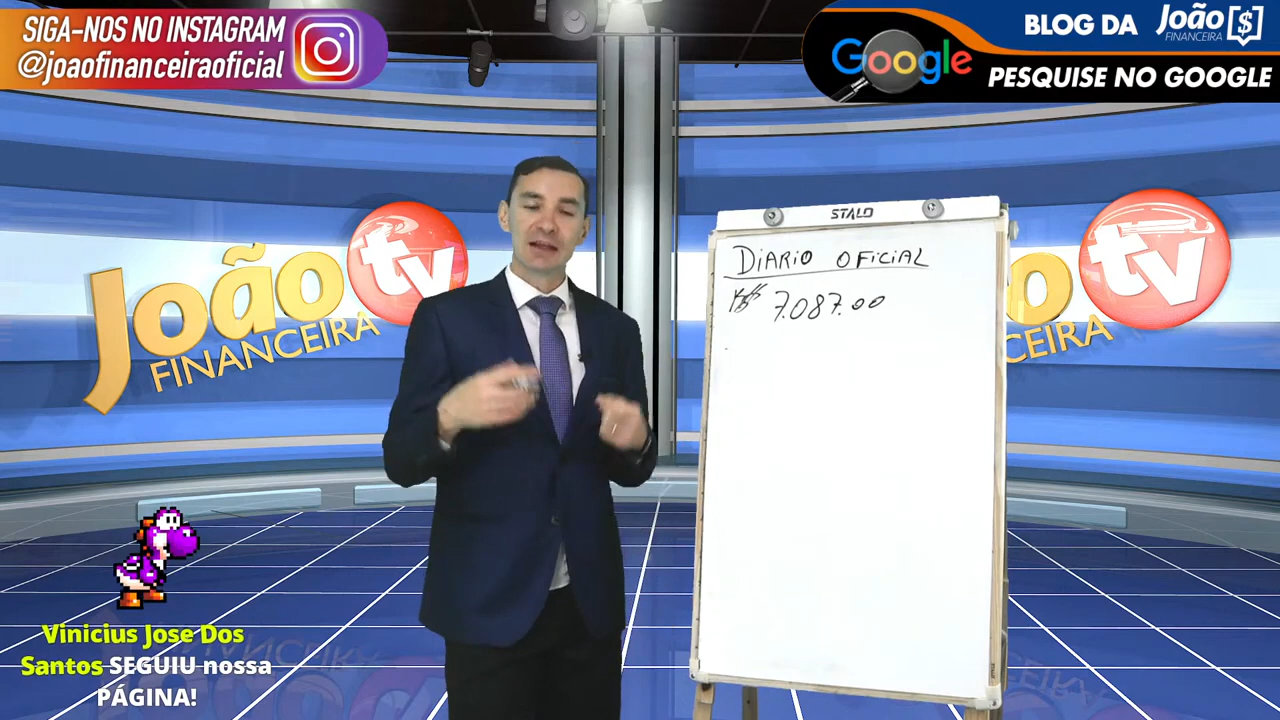 SIGA-NOS NO INSTAGRAM
@joaofinanceiraoficial
BLOG DA João FINANCEIRA
Google
PESQUISE NO GOOGLE
João tv
FINANCEIRA
STALO
DIARIO OFICIAL
R$ 7.087.00
o tv
CEIRA
Vinicius Jose Dos
Santos SEGUIU nossa
PÁGINA!